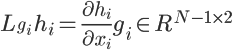 L_{g_i} h_i = \frac{\partial h_i}{\partial x_i} g_i \in R^{N-1 \times 2}